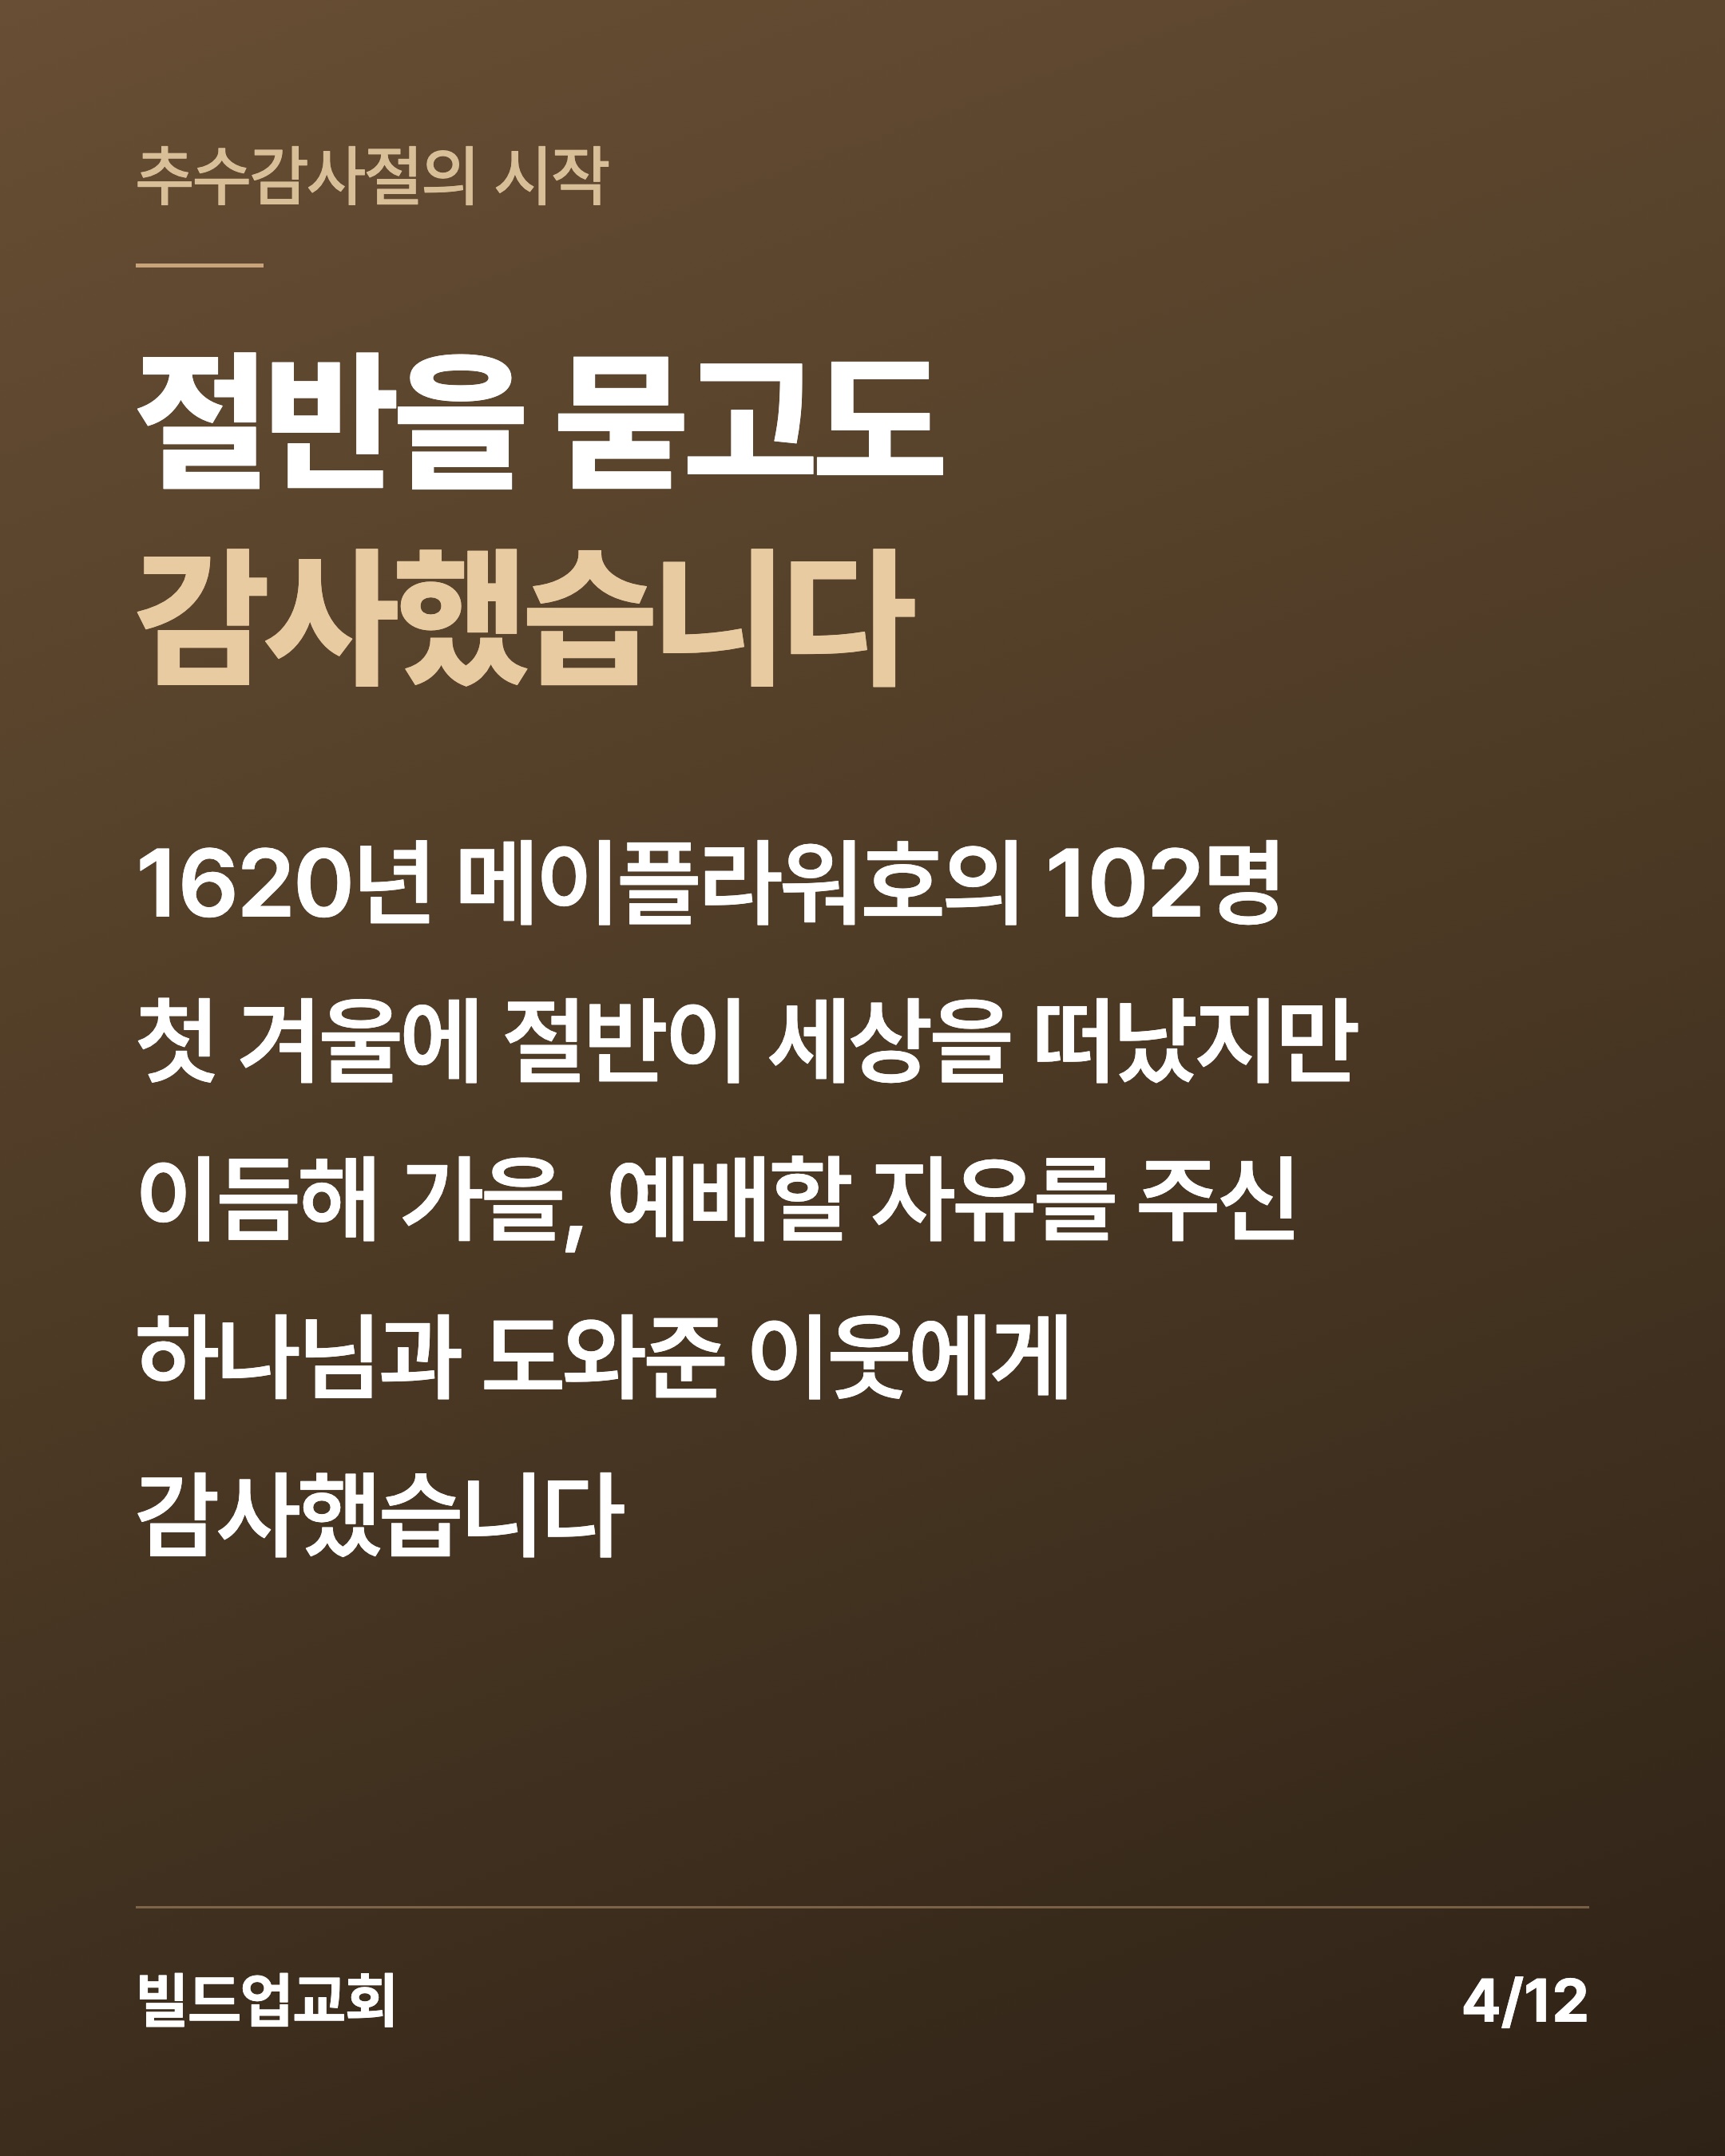 추수감사절의 시작
절반을 묻고도
감사했습니다
1620년 메이플라워호의 102명
첫 겨울에 절반이 세상을 떠났지만
이듬해 가을, 예배할 자유를 주신
하나님과 도와준 이웃에게
감사했습니다
빌드업교회
4/12